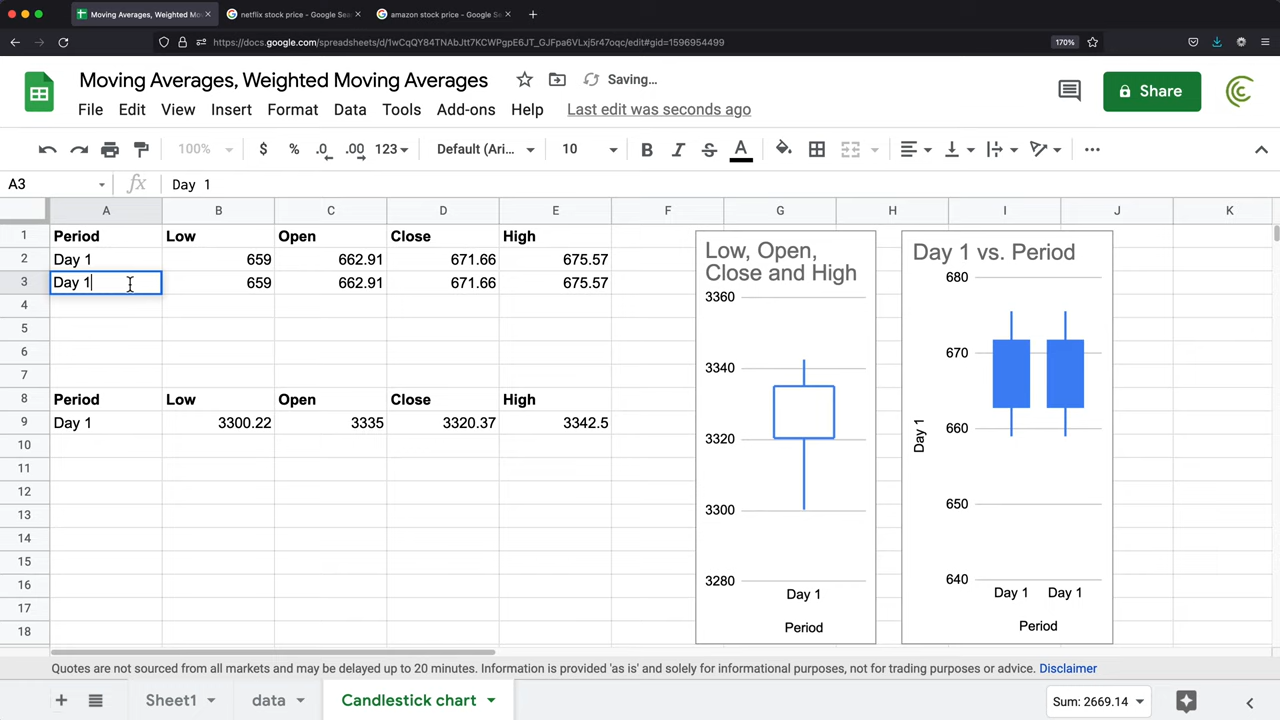 Moving Averages, Weighted Mo
netflix stock price - Google Sea
amazon stock price - Google Se
https://docs.google.com/spreadsheets/d/1wCqQY84TNAbJtt7KCWPgpE6JT_GJFpa6VLxj5r47oqc/edit#gid=1596954499
170%
Moving Averages, Weighted Moving Averages
Saving…
File Edit View Insert Format Data Tools Add-ons Help Last edit was seconds ago
Share
100% $ % .0 .00 123 Default (Ari... 10 B I S A
A3 fx Day 1
A B C D E F G H I J K
1 Period Low Open Close High
2 Day 1 659 662.91 671.66 675.57
3 Day 1 659 662.91 671.66 675.57
4
5
6
7
8 Period Low Open Close High
9 Day 1 3300.22 3335 3320.37 3342.5
10
11
12
13
14
15
16
17
18
Low, Open,
Close and High
3360
3340
3320
3300
3280
Day 1
Period
Day 1 vs. Period
680
670
660
650
640
Day 1
Day 1 Day 1
Period
Quotes are not sourced from all markets and may be delayed up to 20 minutes. Information is provided 'as is' and solely for informational purposes, not for trading purposes or advice. Disclaimer
Sheet1 data Candlestick chart Sum: 2669.14